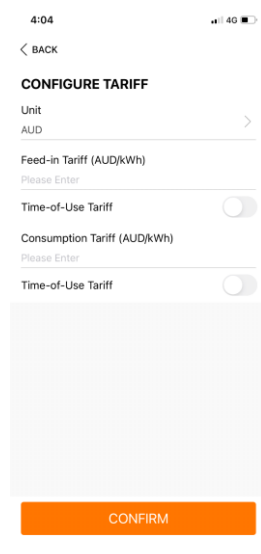 4:04
4G
BACK
CONFIGURE TARIFF
Unit
AUD
Feed-in Tariff (AUD/kWh)
Please Enter
Time-of-Use Tariff
Consumption Tariff (AUD/kWh)
Please Enter
Time-of-Use Tariff
CONFIRM